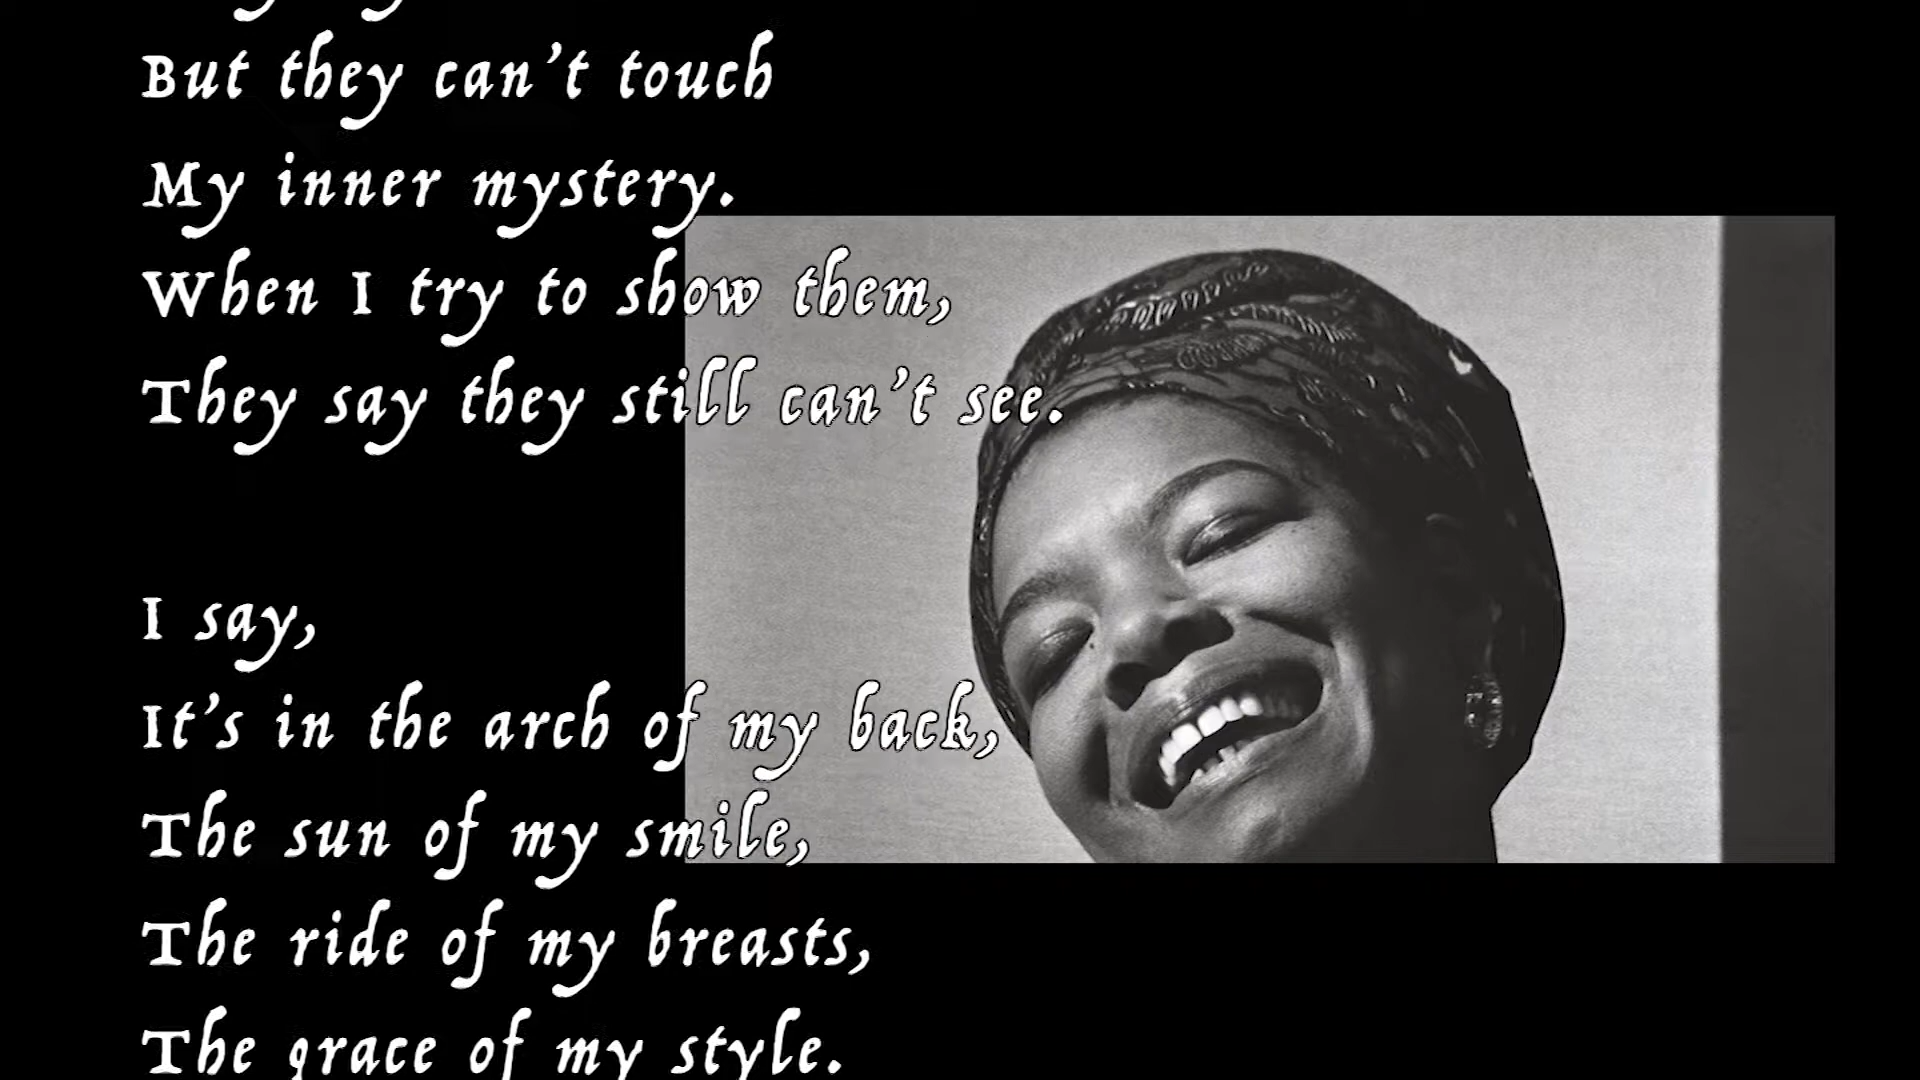 But they can't touch
My inner mystery.
When I try to show them,
They say they still can't see.
I say,
It's in the arch of my back,
The sun of my smile,
The ride of my breasts,
The grace of my style.